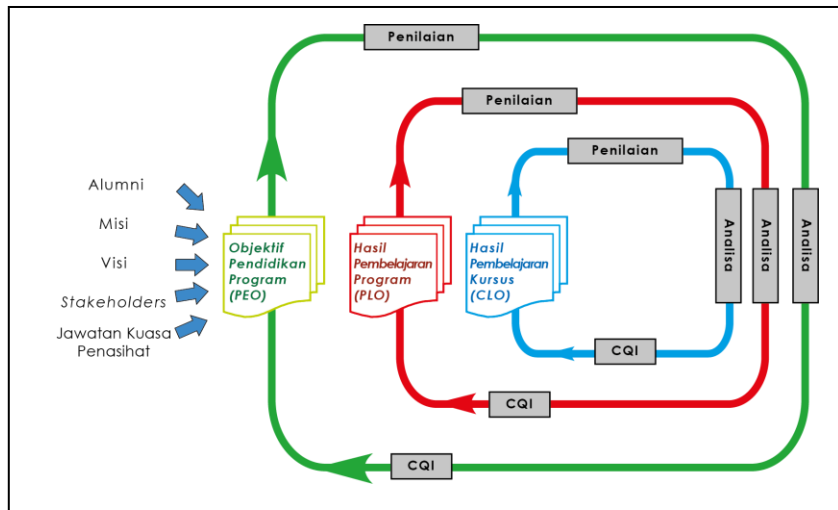 Penilaian
Penilaian
Penilaian
Alumni
Misi
Visi
Stakeholders
Jawatan Kuasa
Penasihat
Objektif
Pendidikan
Program
(PEO)
Hasil
Pembelajaran
Program
(PLO)
Hasil
Pembelajaran
Kursus
(CLO)
Analisa
Analisa
Analisa
CQI
CQI
CQI